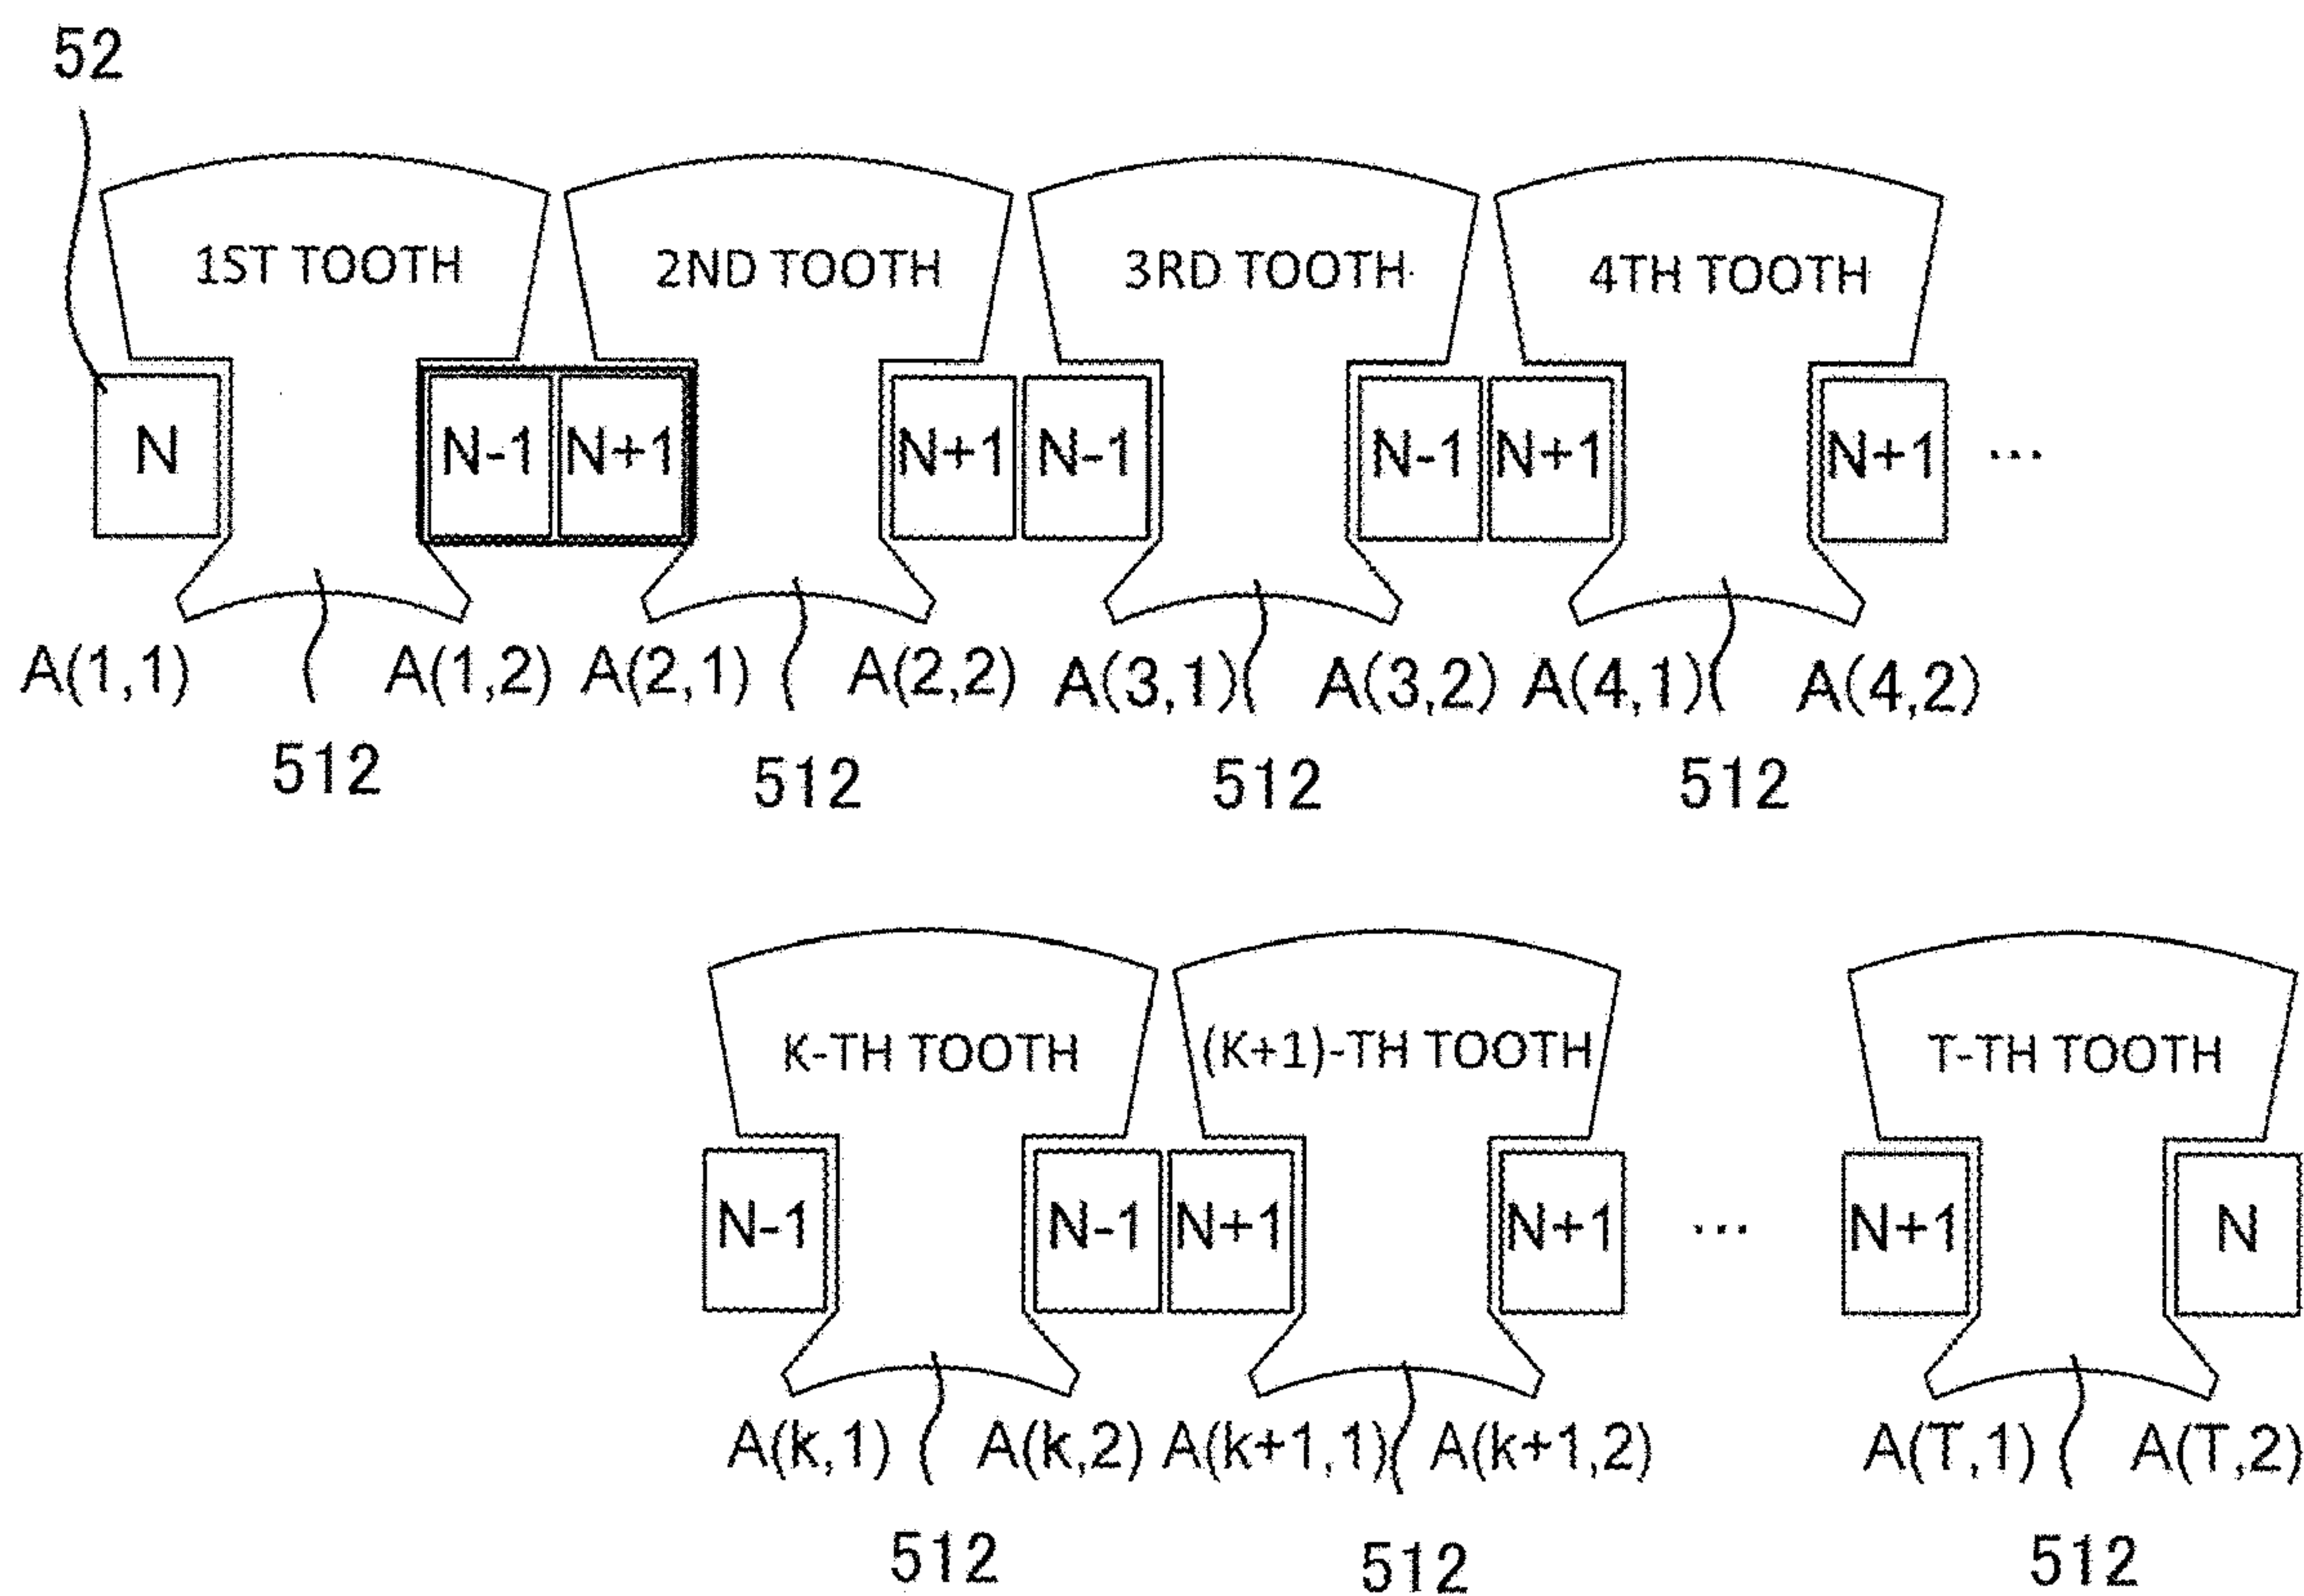 52
1ST TOOTH 2ND TOOTH 3RD TOOTH 4TH TOOTH
N N-1 N+1 N+1 N-1 N-1 N+1 N+1 ...
A(1,1) A(1,2) A(2,1) A(2,2) A(3,1) A(3,2) A(4,1) A(4,2)
512 512 512 512
K-TH TOOTH (K+1)-TH TOOTH T-TH TOOTH
N-1 N-1 N+1 N+1 ... N+1 N
A(k,1) A(k,2) A(k+1,1) A(k+1,2) A(T,1) A(T,2)
512 512 512